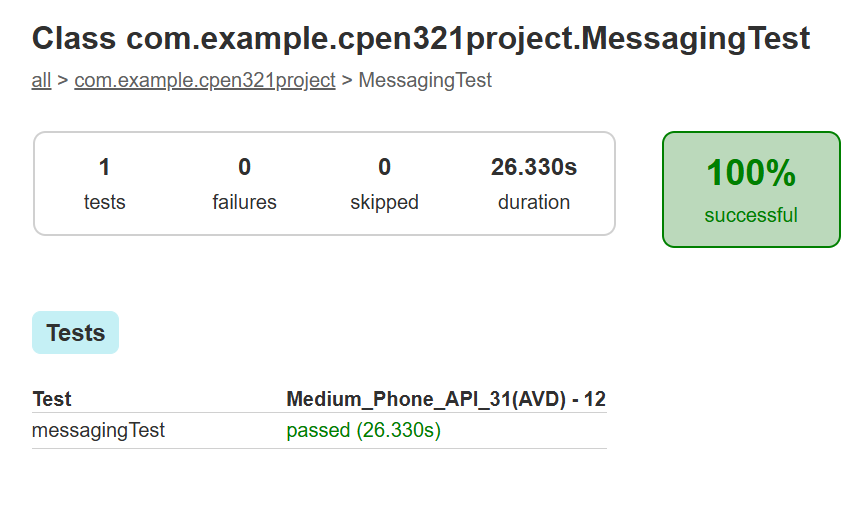 Class com.example.cpen321project.MessagingTest
all > com.example.cpen321project > MessagingTest
1 0 0 26.330s 100%
tests failures skipped duration successful
Tests
Test Medium_Phone_API_31(AVD) - 12
messagingTest passed (26.330s)